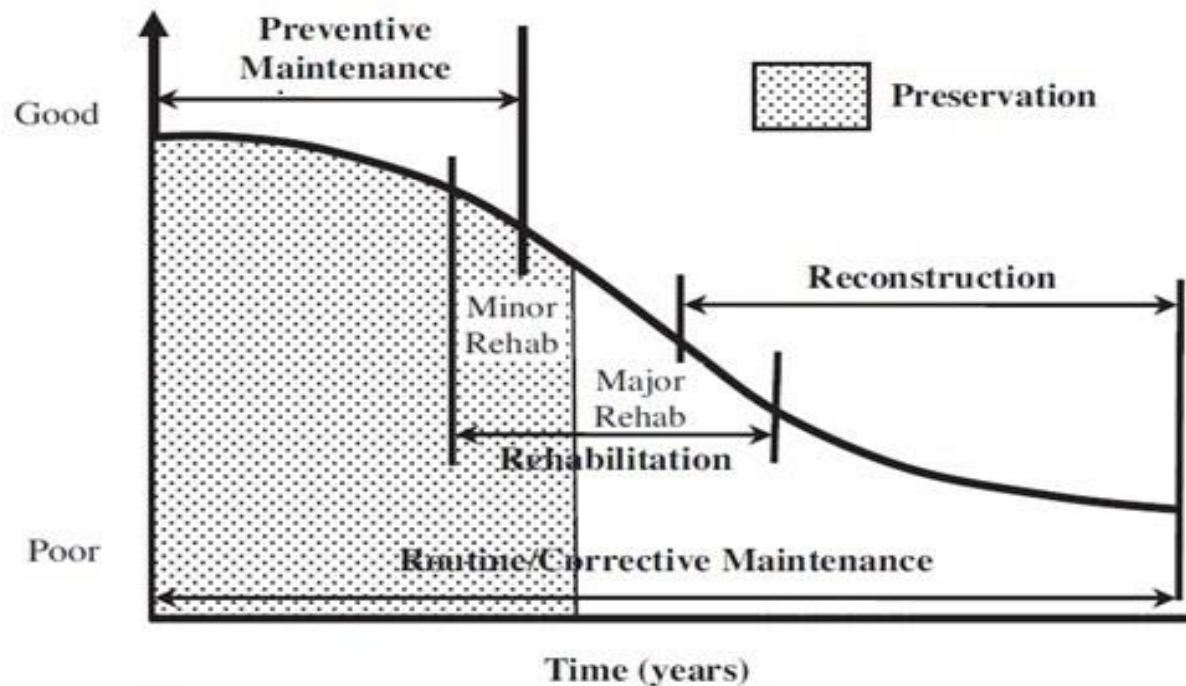 Preventive
Maintenance
Good
Preservation
Reconstruction
Minor
Rehab
Major
Rehab
Rehabilitation
Poor
Routine/Corrective Maintenance
Time (years)